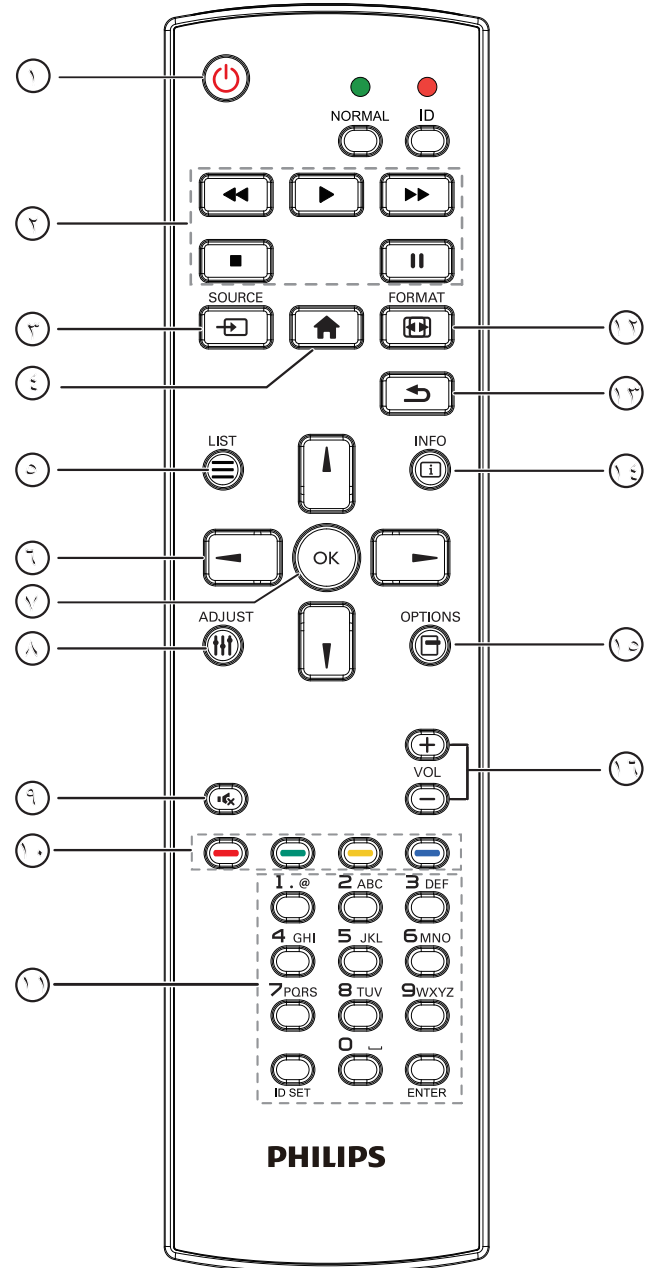 ١
NORMAL ID
٢
SOURCE FORMAT
٣ ١٢
٤
١٣
LIST INFO
٥ i ١٤
٦ OK
٧
ADJUST OPTIONS
٨ ١٥
+
VOL ١٦
٩ −
١٠
1.@ 2 ABC 3 DEF
4 GHI 5 JKL 6 MNO
١١
7 PQRS 8 TUV 9 WXYZ
0 ⎵
ID SET ENTER
PHILIPS